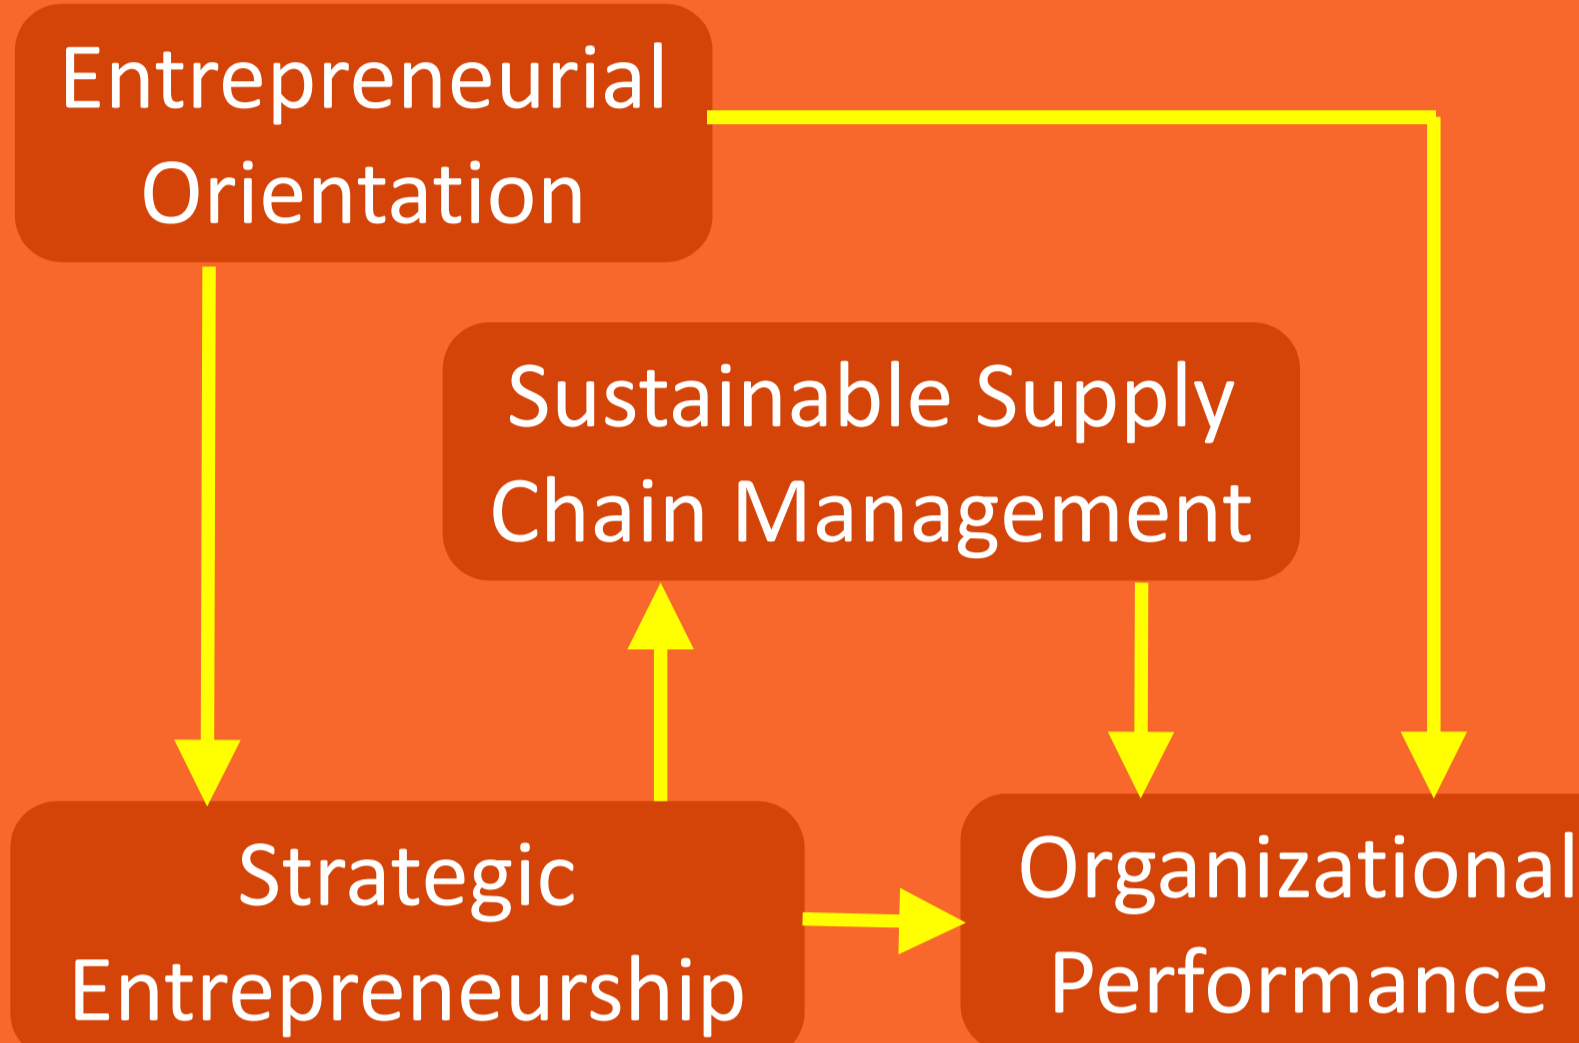 Entrepreneurial
Orientation
Sustainable Supply
Chain Management
Strategic
Entrepreneurship
Organizational
Performance